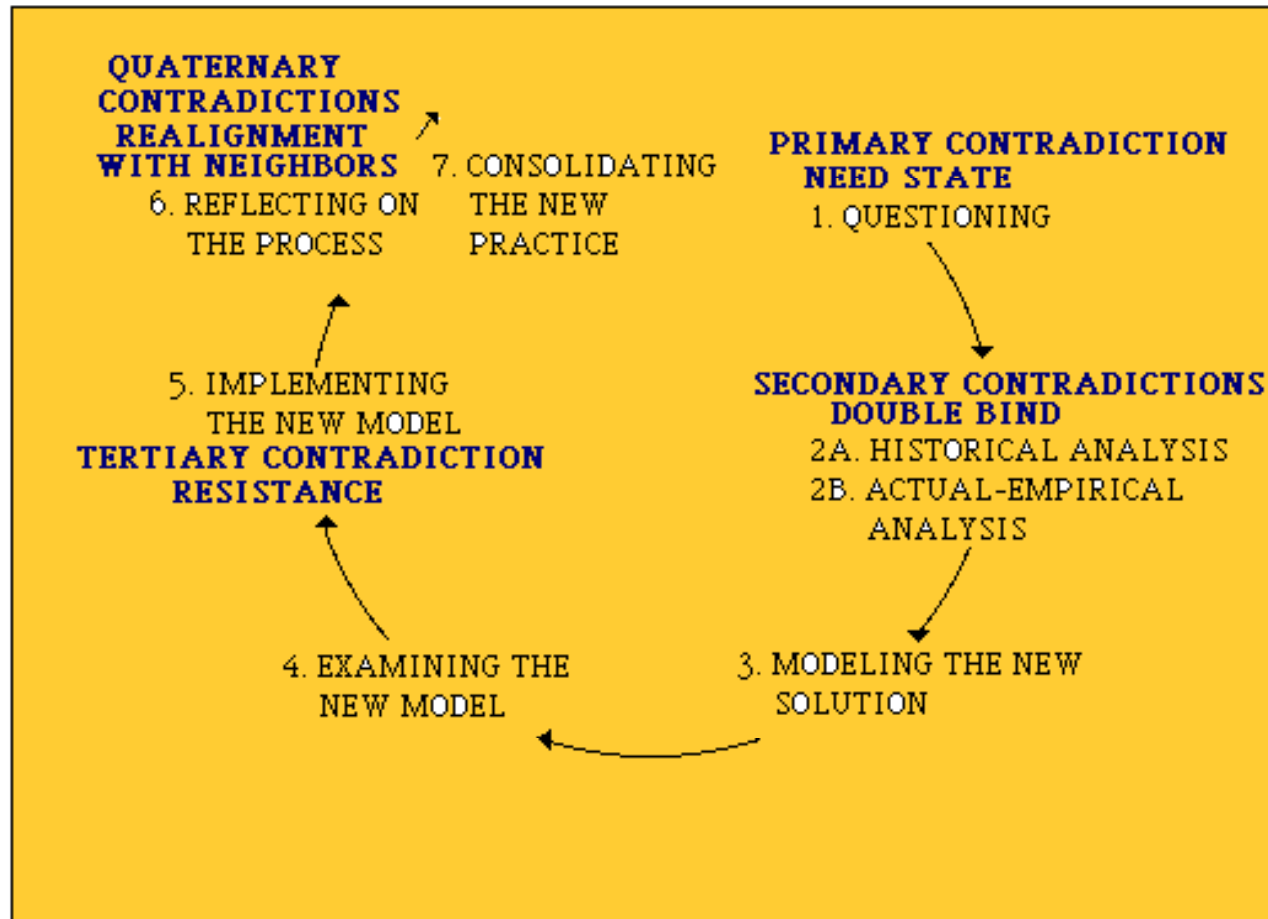 QUATERNARY
CONTRADICTIONS
REALIGNMENT
WITH NEIGHBORS
6. REFLECTING ON
THE PROCESS
7. CONSOLIDATING
THE NEW
PRACTICE
PRIMARY CONTRADICTION
NEED STATE
1. QUESTIONING
5. IMPLEMENTING
THE NEW MODEL
TERTIARY CONTRADICTION
RESISTANCE
SECONDARY CONTRADICTIONS
DOUBLE BIND
2A. HISTORICAL ANALYSIS
2B. ACTUAL-EMPIRICAL
ANALYSIS
4. EXAMINING THE
NEW MODEL
3. MODELING THE NEW
SOLUTION